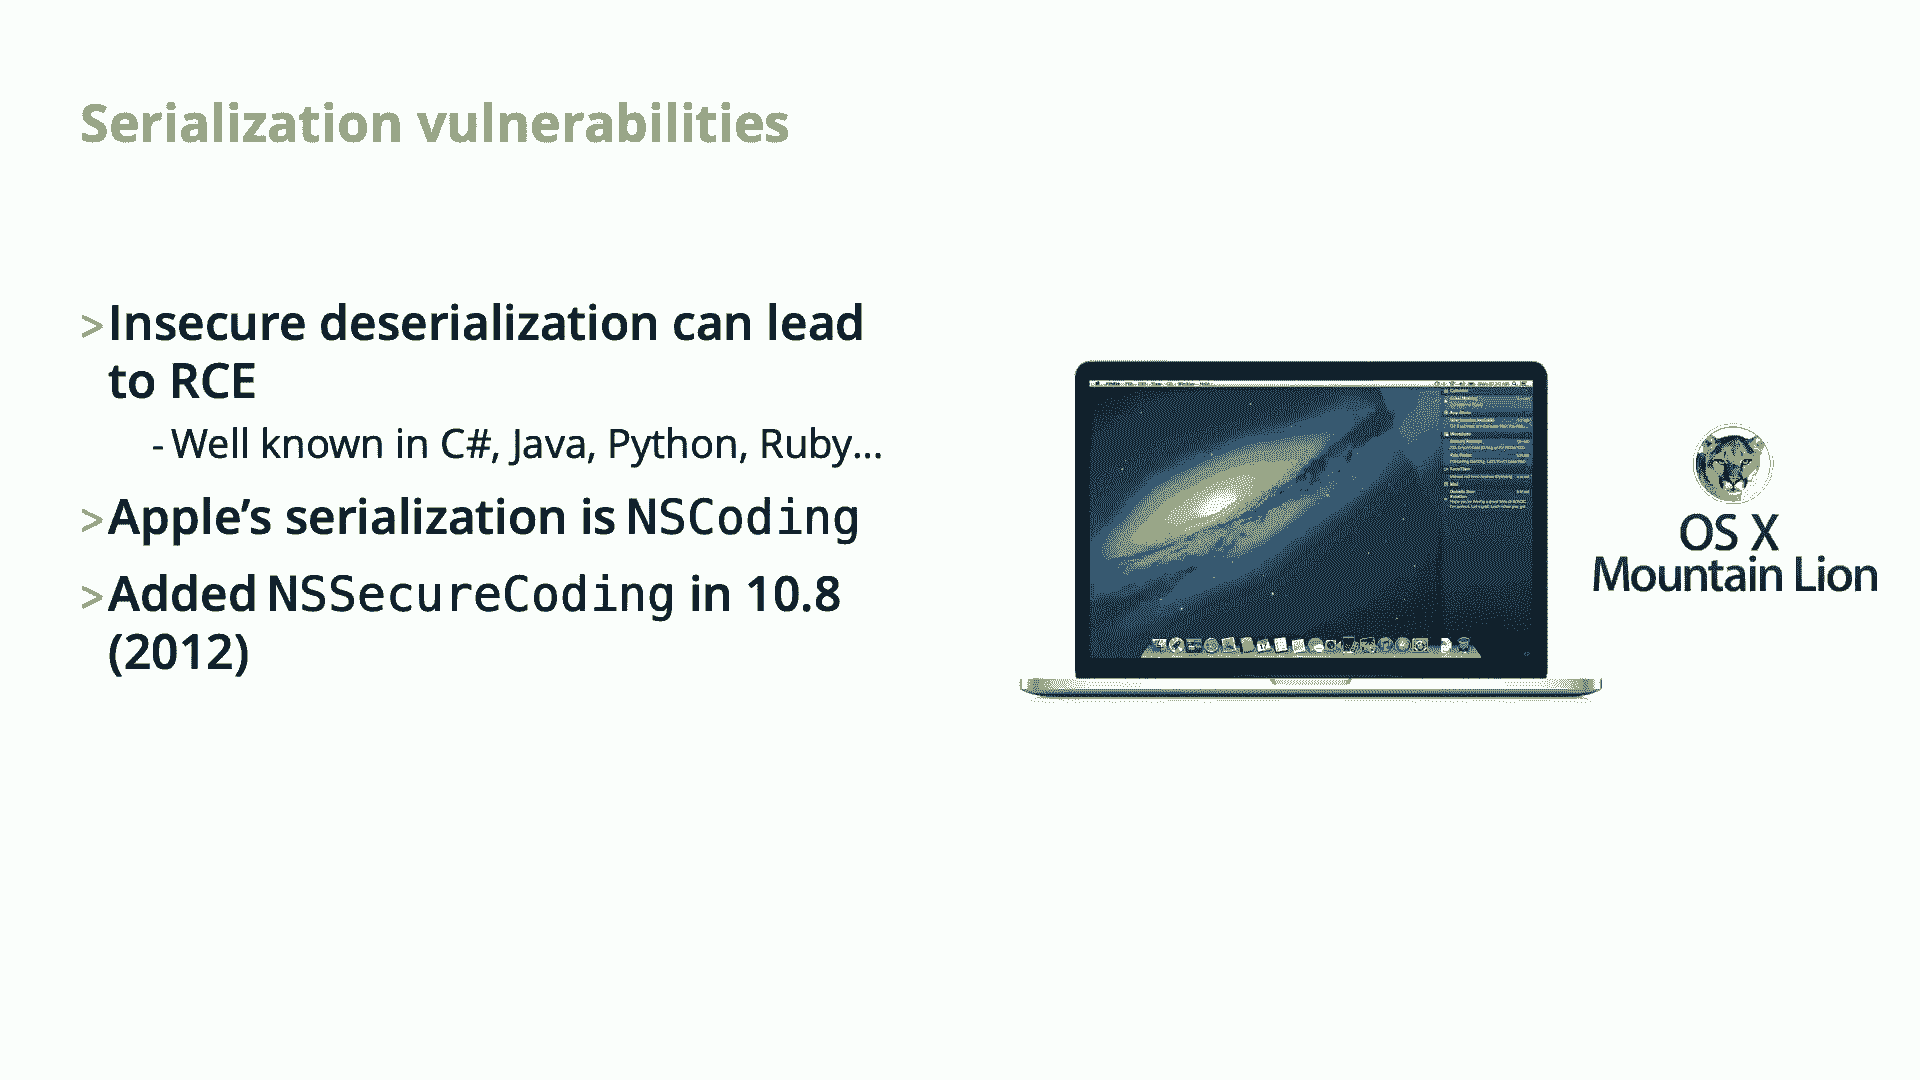 Serialization vulnerabilities
> Insecure deserialization can lead
to RCE
- Well known in C#, Java, Python, Ruby...
> Apple’s serialization is NSCoding
> Added NSSecureCoding in 10.8
(2012)
OS X
Mountain Lion